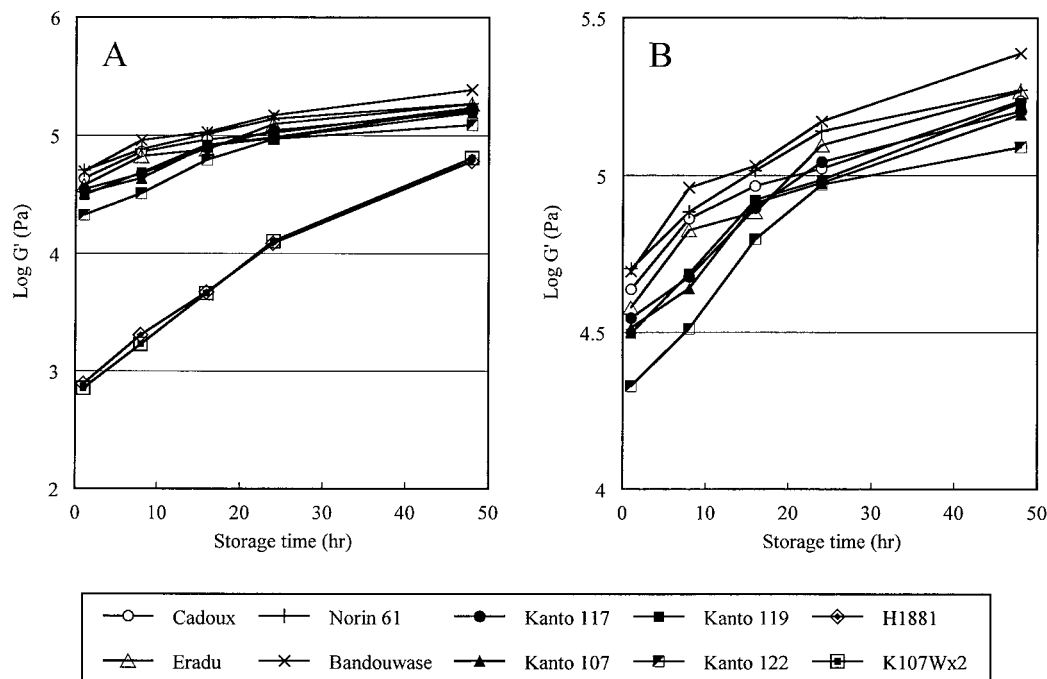 A
6
5
4
3
2
Log G' (Pa)
0 10 20 30 40 50
Storage time (hr)
B
5.5
5
4.5
4
Log G' (Pa)
0 10 20 30 40 50
Storage time (hr)
Cadoux Norin 61 Kanto 117 Kanto 119 H1881
Eradu Bandouwase Kanto 107 Kanto 122 K107Wx2